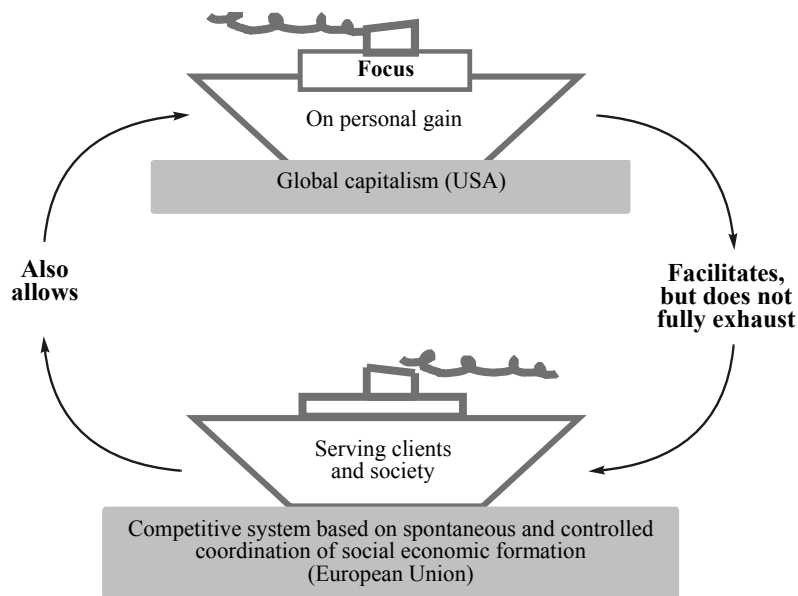 Focus
On personal gain
Global capitalism (USA)
Also
allows
Facilitates,
but does not
fully exhaust
Serving clients
and society
Competitive system based on spontaneous and controlled
coordination of social economic formation
(European Union)